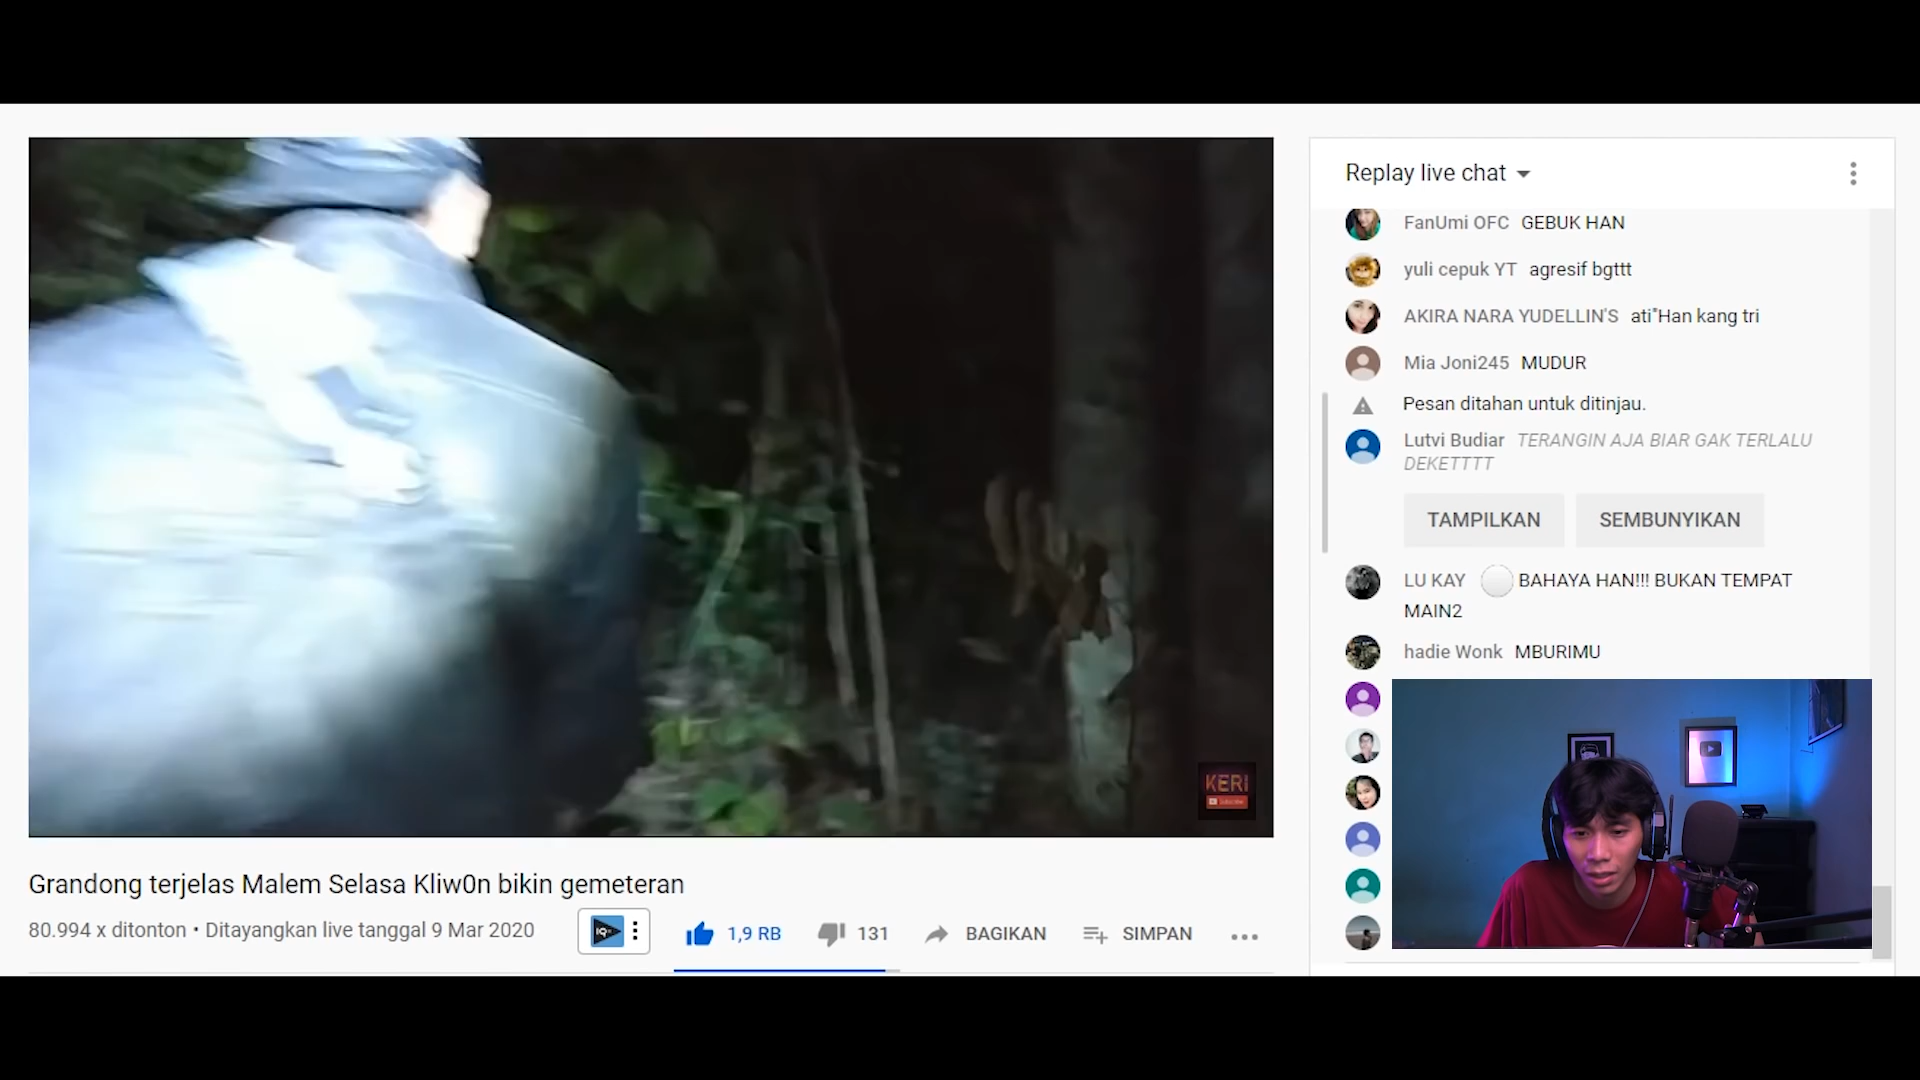 Replay live chat
FanUmi OFC GEBUK HAN
yuli cepuk YT agresif bgttt
AKIRA NARA YUDELLIN'S ati"Han kang tri
Mia Joni245 MUDUR
Pesan ditahan untuk ditinjau.
Lutvi Budiar TERANGIN AJA BIAR GAK TERLALU
DEKETTTT
TAMPILKAN SEMBUNYIKAN
LU KAY BAHAYA HAN!!! BUKAN TEMPAT
MAIN2
hadie Wonk MBURIMU
KERI
Subscribe
Grandong terjelas Malem Selasa Kliw0n bikin gemeteran
80.994 x ditonton • Ditayangkan live tanggal 9 Mar 2020
IQ
1,9 RB 131 BAGIKAN SIMPAN